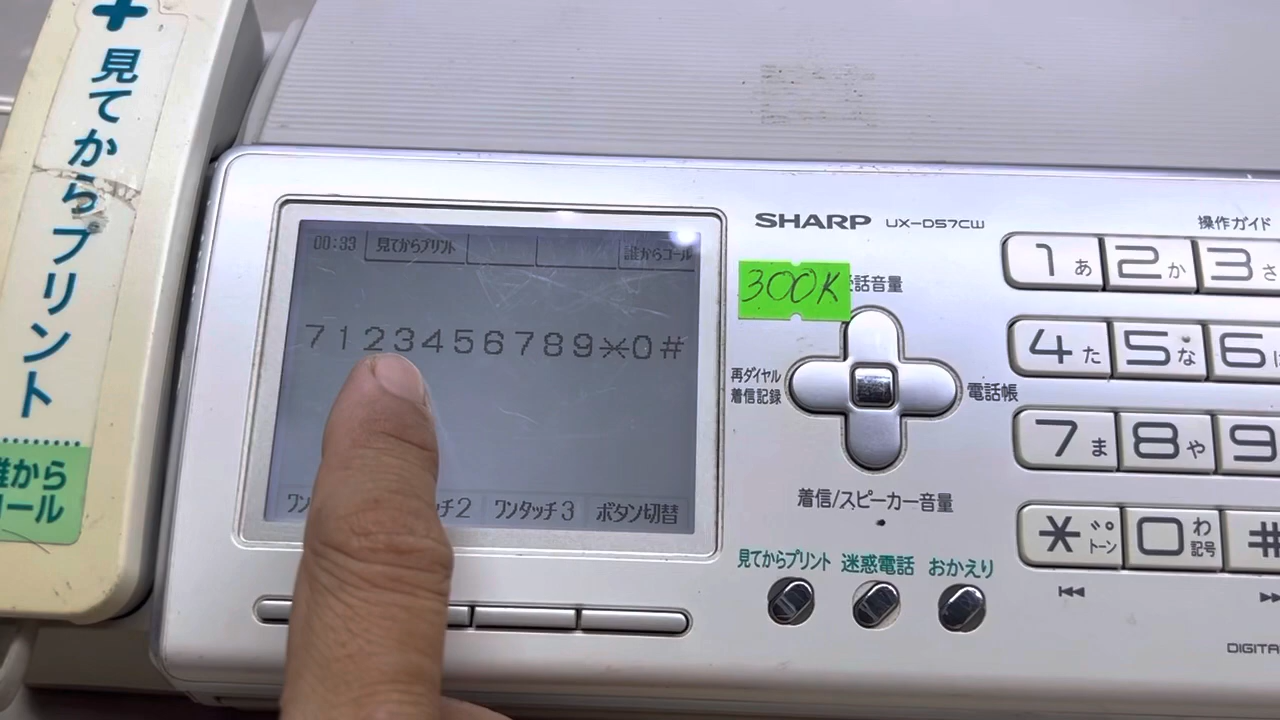 見てからプリント
誰から
コール
00:33 見てからプリント 誰からコール
7123456789*0#
ワン チ2 ワンタッチ3 ボタン切替
SHARP UX-D57CW
300K
話音量
再ダイヤル
着信記録
電話帳
着信/スピーカー音量
見てからプリント 迷惑電話 おかえり
操作ガイド
1あ 2か 3さ
4た 5な 6
7ま 8や 9
*トーン 0わ記号 #
DIGITA